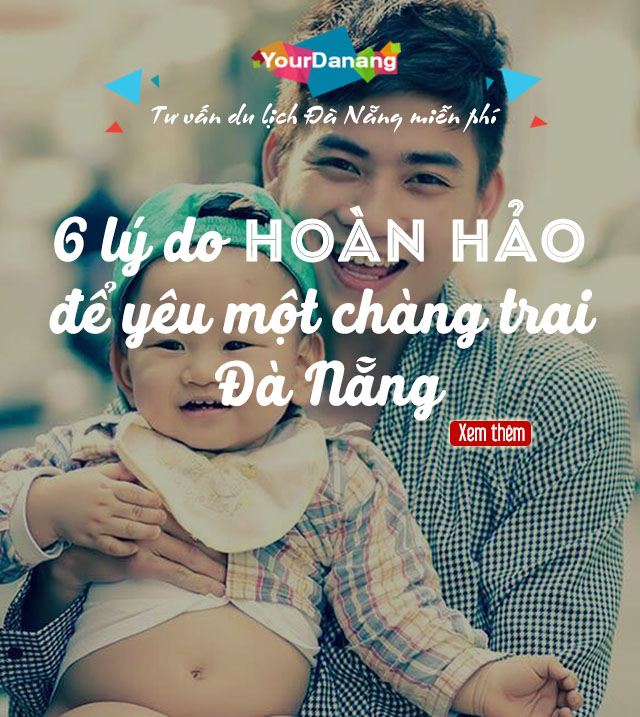 YourDanang
Tư vấn du lịch Đà Nẵng miễn phí
6 lý do HOÀN HẢO
để yêu một chàng trai
Đà Nẵng
Xem thêm